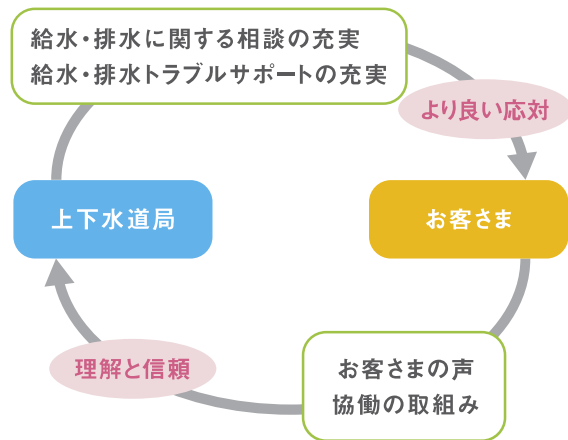 給水・排水に関する相談の充実
給水・排水トラブルサポートの充実
より良い応対
上下水道局
お客さま
理解と信頼
お客さまの声
協働の取組み